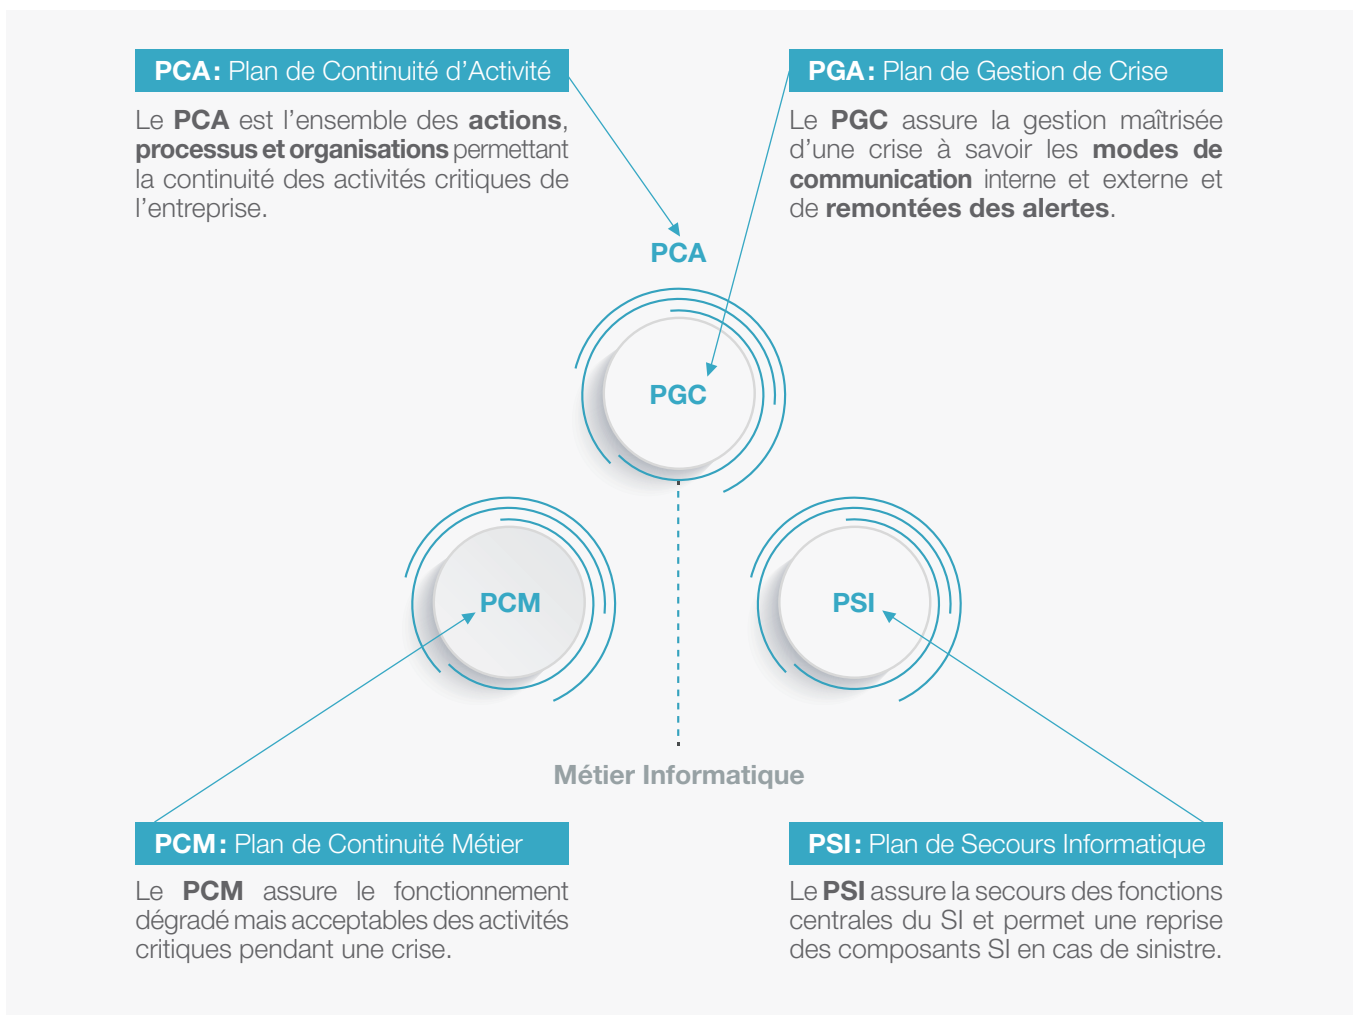 PCA : Plan de Continuité d’Activité
Le PCA est l’ensemble des actions,
processus et organisations permettant
la continuité des activités critiques de
l’entreprise.
PGA : Plan de Gestion de Crise
Le PGC assure la gestion maîtrisée
d’une crise à savoir les modes de
communication interne et externe et
de remontées des alertes.
PCA
PGC
PCM
PSI
Métier Informatique
PCM : Plan de Continuité Métier
Le PCM assure le fonctionnement
dégradé mais acceptables des activités
critiques pendant une crise.
PSI : Plan de Secours Informatique
Le PSI assure la secours des fonctions
centrales du SI et permet une reprise
des composants SI en cas de sinistre.